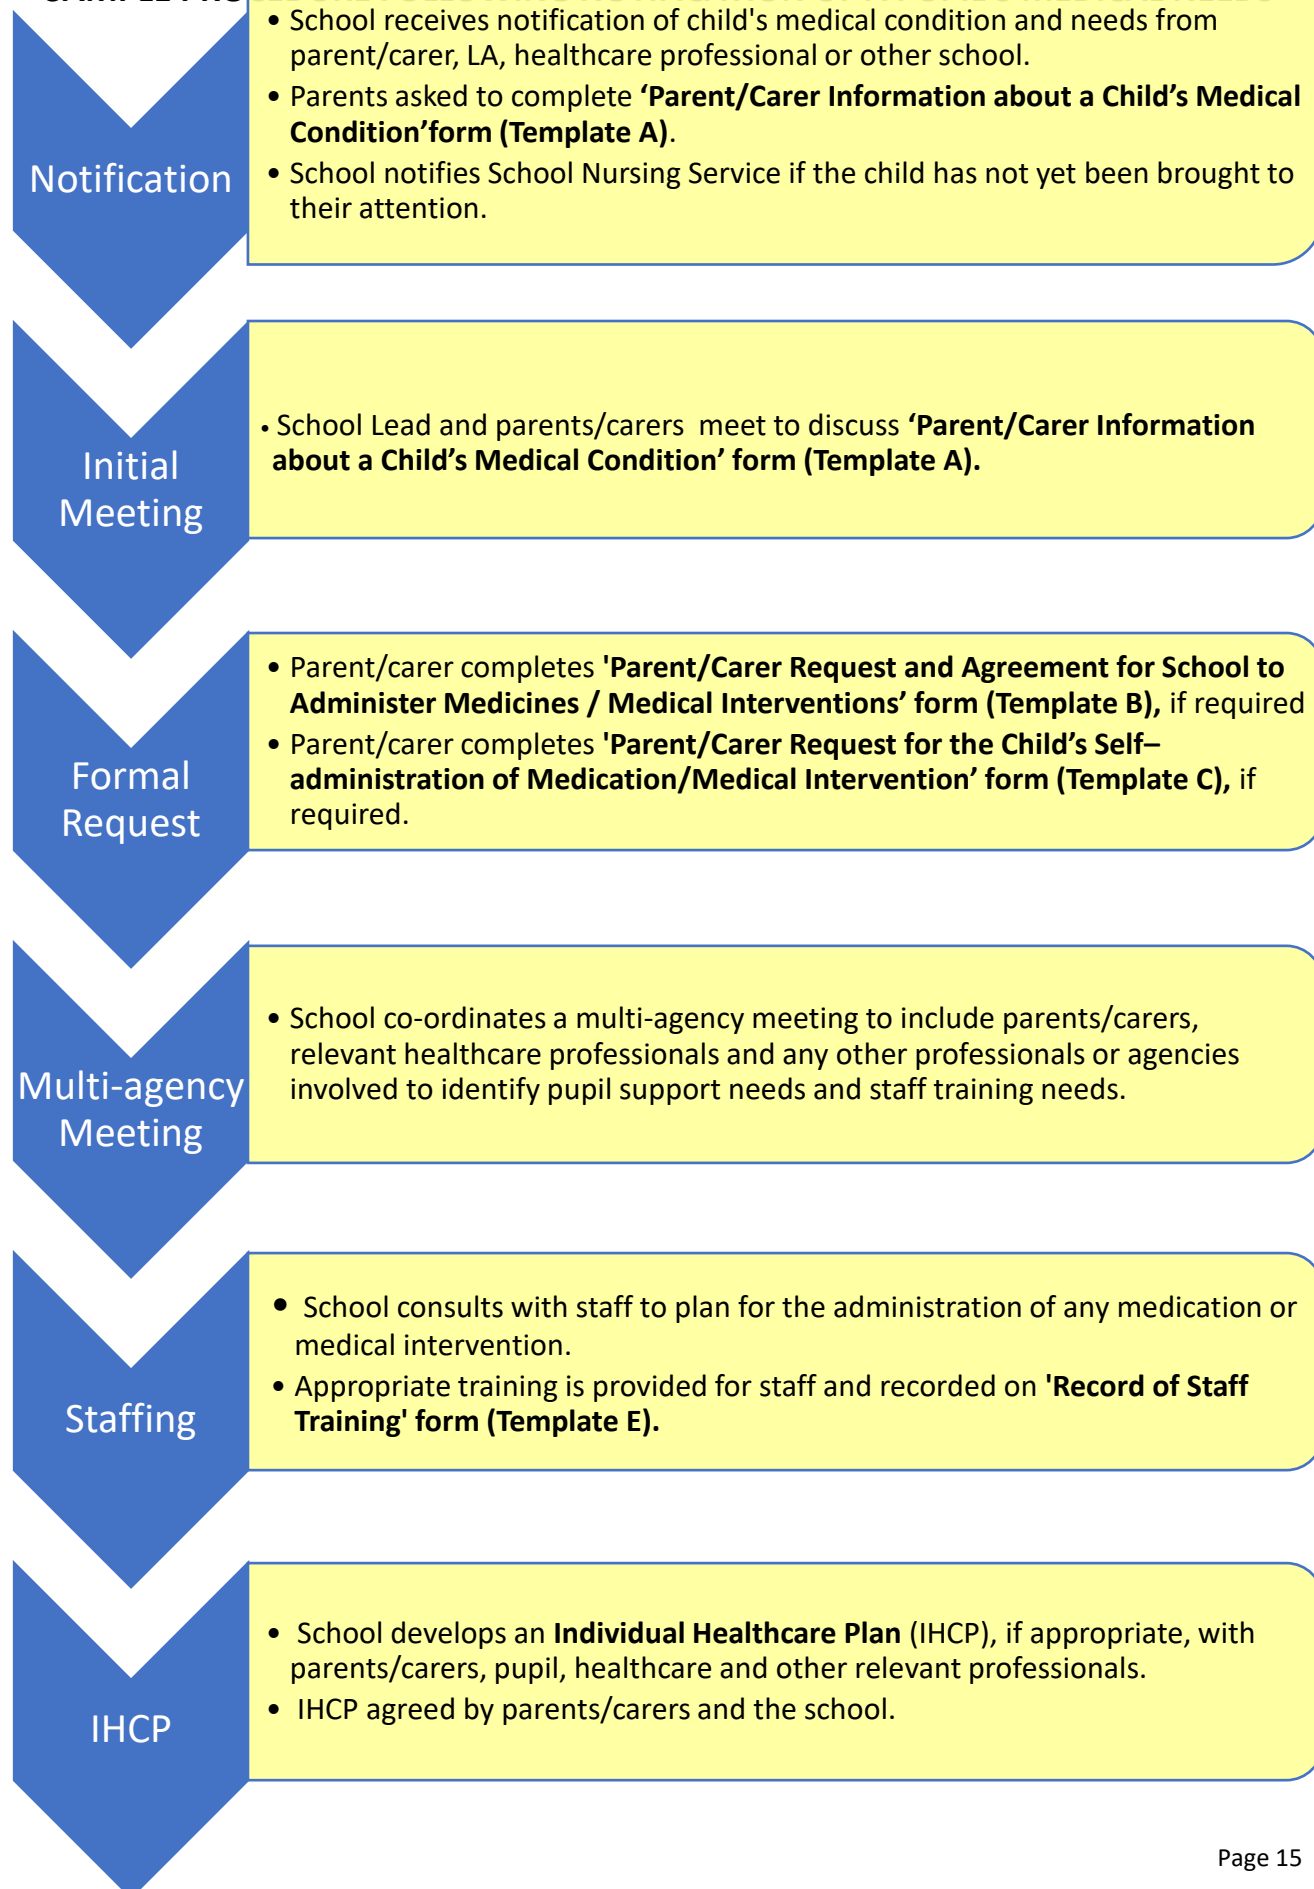 • School receives notification of child's medical condition and needs from
parent/carer, LA, healthcare professional or other school.
• Parents asked to complete ‘Parent/Carer Information about a Child’s Medical
Condition’form (Template A).
• School notifies School Nursing Service if the child has not yet been brought to
their attention.
Notification
• School Lead and parents/carers  meet to discuss ‘Parent/Carer Information
about a Child’s Medical Condition’ form (Template A).
Initial
Meeting
• Parent/carer completes 'Parent/Carer Request and Agreement for School to
Administer Medicines / Medical Interventions’ form (Template B), if required
• Parent/carer completes 'Parent/Carer Request for the Child’s Self–
administration of Medication/Medical Intervention’ form (Template C), if
required.
Formal
Request
• School co-ordinates a multi-agency meeting to include parents/carers,
relevant healthcare professionals and any other professionals or agencies
involved to identify pupil support needs and staff training needs.
Multi-agency
Meeting
• School consults with staff to plan for the administration of any medication or
medical intervention.
• Appropriate training is provided for staff and recorded on 'Record of Staff
Training' form (Template E).
Staffing
• School develops an Individual Healthcare Plan (IHCP), if appropriate, with
parents/carers, pupil, healthcare and other relevant professionals.
• IHCP agreed by parents/carers and the school.
IHCP
Page 15